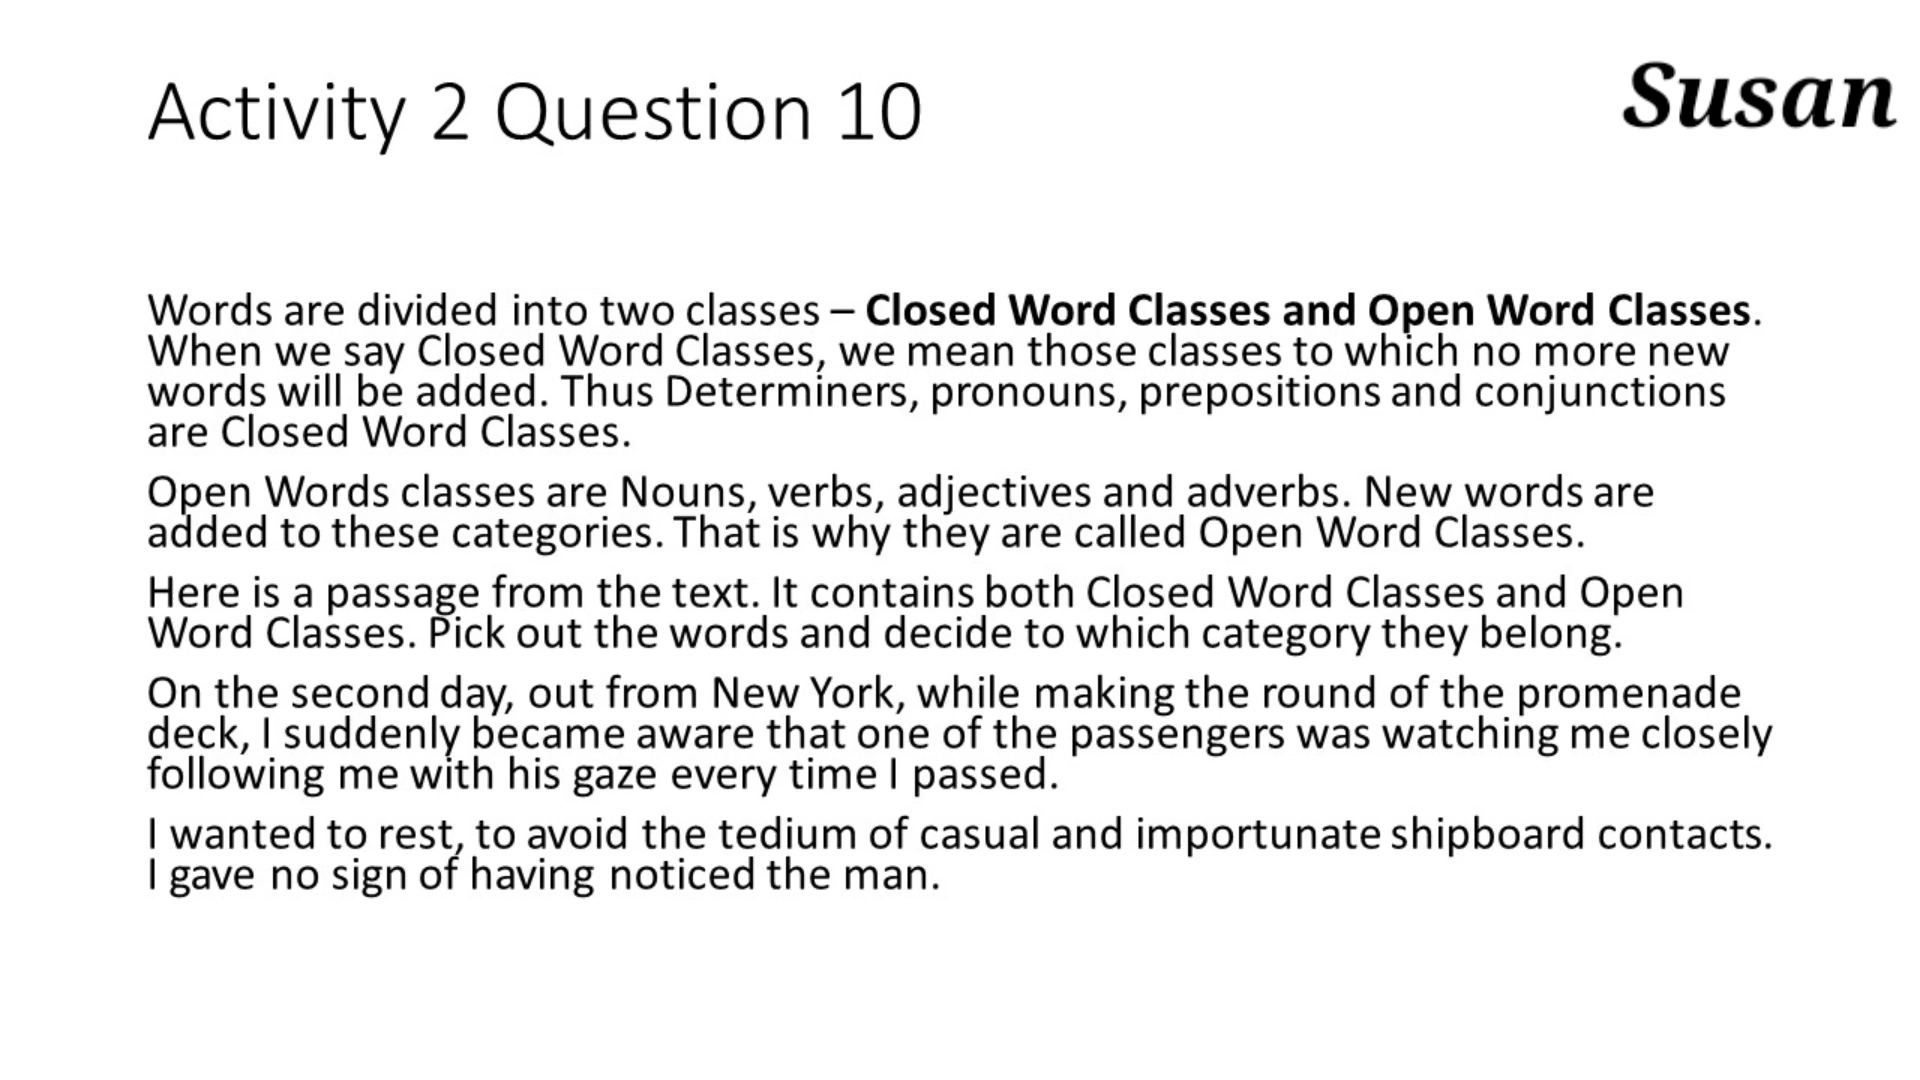 Activity 2 Question 10
Susan
Words are divided into two classes – Closed Word Classes and Open Word Classes.
When we say Closed Word Classes, we mean those classes to which no more new
words will be added. Thus Determiners, pronouns, prepositions and conjunctions
are Closed Word Classes.
Open Words classes are Nouns, verbs, adjectives and adverbs. New words are
added to these categories. That is why they are called Open Word Classes.
Here is a passage from the text. It contains both Closed Word Classes and Open
Word Classes. Pick out the words and decide to which category they belong.
On the second day, out from New York, while making the round of the promenade
deck, I suddenly became aware that one of the passengers was watching me closely
following me with his gaze every time I passed.
I wanted to rest, to avoid the tedium of casual and importunate shipboard contacts.
I gave no sign of having noticed the man.